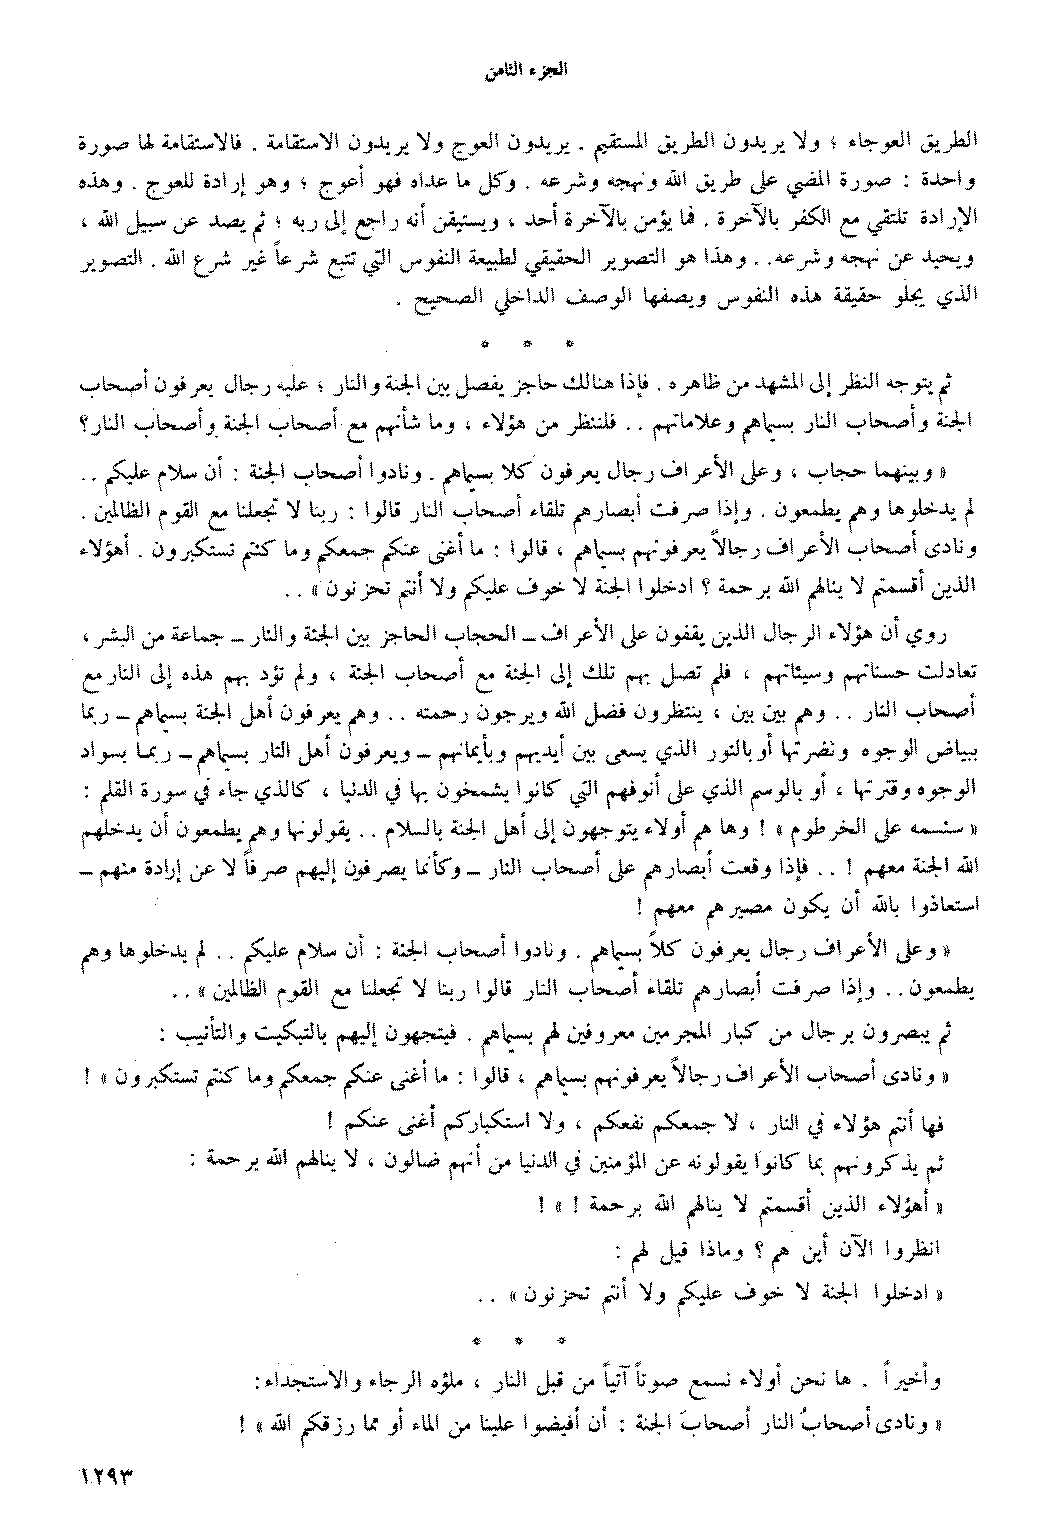 الجزء الثامن
الطريق العوجاء ؛ ولا يريدون الطريق المستقيم . يريدون العوج ولا يريدون الاستقامة . فالاستقامة لها صورة
واحدة : صورة المضي على طريق الله ونهجه وشرعه . وكل ما عداه فهو أعوج ؛ وهو إرادة للعوج . وهذه
الإرادة تلتقي مع الكفر بالآخرة . فما يؤمن بالآخرة أحد ، ويستيقن أنه راجع إلى ربه ؛ ثم يصد عن سبيل الله ،
ويحيد عن نهجه وشرعه . . وهذا هو التصوير الحقيقي لطبيعة النفوس التي تتبع شرعاً غير شرع الله . التصوير
الذي يجلو حقيقة هذه النفوس ويصفها الوصف الداخلي الصحيح .
* * *
ثم يتوجه النظر إلى المشهد من ظاهره . فإذا هنالك حاجز يفصل بين الجنة والنار ؛ عليه رجال يعرفون أصحاب
الجنة وأصحاب النار بسيماهم وعلاماتهم . . فلننظر من هؤلاء ، وما شأنهم مع أصحاب الجنة وأصحاب النار؟
« وبينهما حجاب ، وعلى الأعراف رجال يعرفون كلا بسيماهم . ونادوا أصحاب الجنة : أن سلام عليكم . .
لم يدخلوها وهم يطمعون . وإذا صرفت أبصارهم تلقاء أصحاب النار قالوا : ربنا لا تجعلنا مع القوم الظالمين .
ونادى أصحاب الأعراف رجالاً يعرفونهم بسيماهم ، قالوا : ما أغنى عنكم جمعكم وما كنتم تستكبرون . أهؤلاء
الذين أقسمتم لا ينالهم الله برحمة ؟ ادخلوا الجنة لا خوف عليكم ولا أنتم تحزنون » . .
روي أن هؤلاء الرجال الذين يقفون على الأعراف – الحجاب الحاجز بين الجنة والنار – جماعة من البشر ،
تعادلت حسناتهم وسيئاتهم ، فلم تصل بهم تلك إلى الجنة مع أصحاب الجنة ، ولم تؤد بهم هذه إلى النار مع
أصحاب النار . . وهم بين بين ، ينتظرون فضل الله ويرجون رحمته . . وهم يعرفون أهل الجنة بسيماهم – ربما
ببياض الوجوه ونضرتها أو بالنور الذي يسعى بين أيديهم وبأيمانهم – ويعرفون أهل النار بسيماهم – ربما بسواد
الوجوه وقترتها ، أو بالوسم الذي على أنوفهم التي كانوا يشمخون بها في الدنيا ، كالذي جاء في سورة القلم :
« سنسمه على الخرطوم » ! وها هم أولاء يتوجهون إلى أهل الجنة بالسلام . . يقولونها وهم يطمعون أن يدخلهم
الله الجنة معهم ! . . فإذا وقعت أبصارهم على أصحاب النار – وكأنما يصرفون إليهم صرفاً لا عن إرادة منهم –
استعاذوا بالله أن يكون مصيرهم معهم !
« وعلى الأعراف رجال يعرفون كلاً بسيماهم . ونادوا أصحاب الجنة : أن سلام عليكم . . لم يدخلوها وهم
يطمعون . . وإذا صرفت أبصارهم تلقاء أصحاب النار قالوا ربنا لا تجعلنا مع القوم الظالمين » . .
ثم يبصرون برجال من كبار المجرمين معروفين لهم بسيماهم . فيتجهون إليهم بالتبكيت والتأنيب :
« ونادى أصحاب الأعراف رجالاً يعرفونهم بسيماهم ، قالوا : ما أغنى عنكم جمعكم وما كنتم تستكبرون » !
فها أنتم هؤلاء في النار ، لا جمعكم نفعكم ، ولا استكباركم أغنى عنكم !
ثم يذكرونهم بما كانوا يقولونه عن المؤمنين في الدنيا من أنهم ضالون ، لا ينالهم الله برحمة :
« أهؤلاء الذين أقسمتم لا ينالهم الله برحمة ! » !
انظروا الآن أين هم ؟ وماذا قيل لهم :
« ادخلوا الجنة لا خوف عليكم ولا أنتم تحزنون » . .
* * *
وأخيراً . ها نحن أولاء نسمع صوتاً آتياً من قبل النار ، ملؤه الرجاء والاستجداء:
« ونادى أصحابُ النار أصحابَ الجنة : أن أفيضوا علينا من الماء أو مما رزقكم الله » !
١٢٩٣